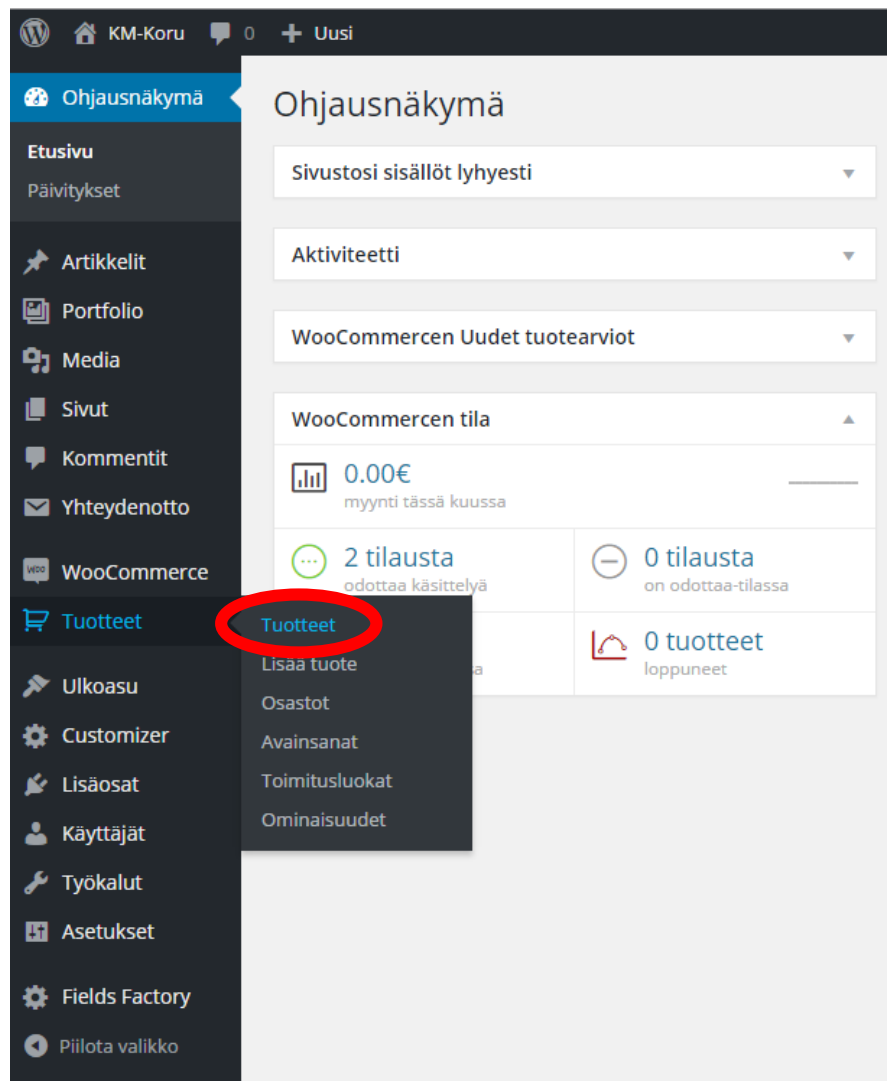 KM-Koru 0 Uusi
Ohjausnäkymä
Etusivu
Päivitykset
Artikkelit
Portfolio
Media
Sivut
Kommentit
Yhteydenotto
WooCommerce
Tuotteet
Ulkoasu
Customizer
Lisäosat
Käyttäjät
Työkalut
Asetukset
Fields Factory
Piilota valikko
Tuotteet
Lisää tuote
Osastot
Avainsanat
Toimitusluokat
Ominaisuudet
Ohjausnäkymä
Sivustosi sisällöt lyhyesti
Aktiviteetti
WooCommercen Uudet tuotearviot
WooCommercen tila
0.00€
myynti tässä kuussa
2 tilausta
odottaa käsittelyä
0 tilausta
on odottaa-tilassa
0 tuotteet
loppuneet